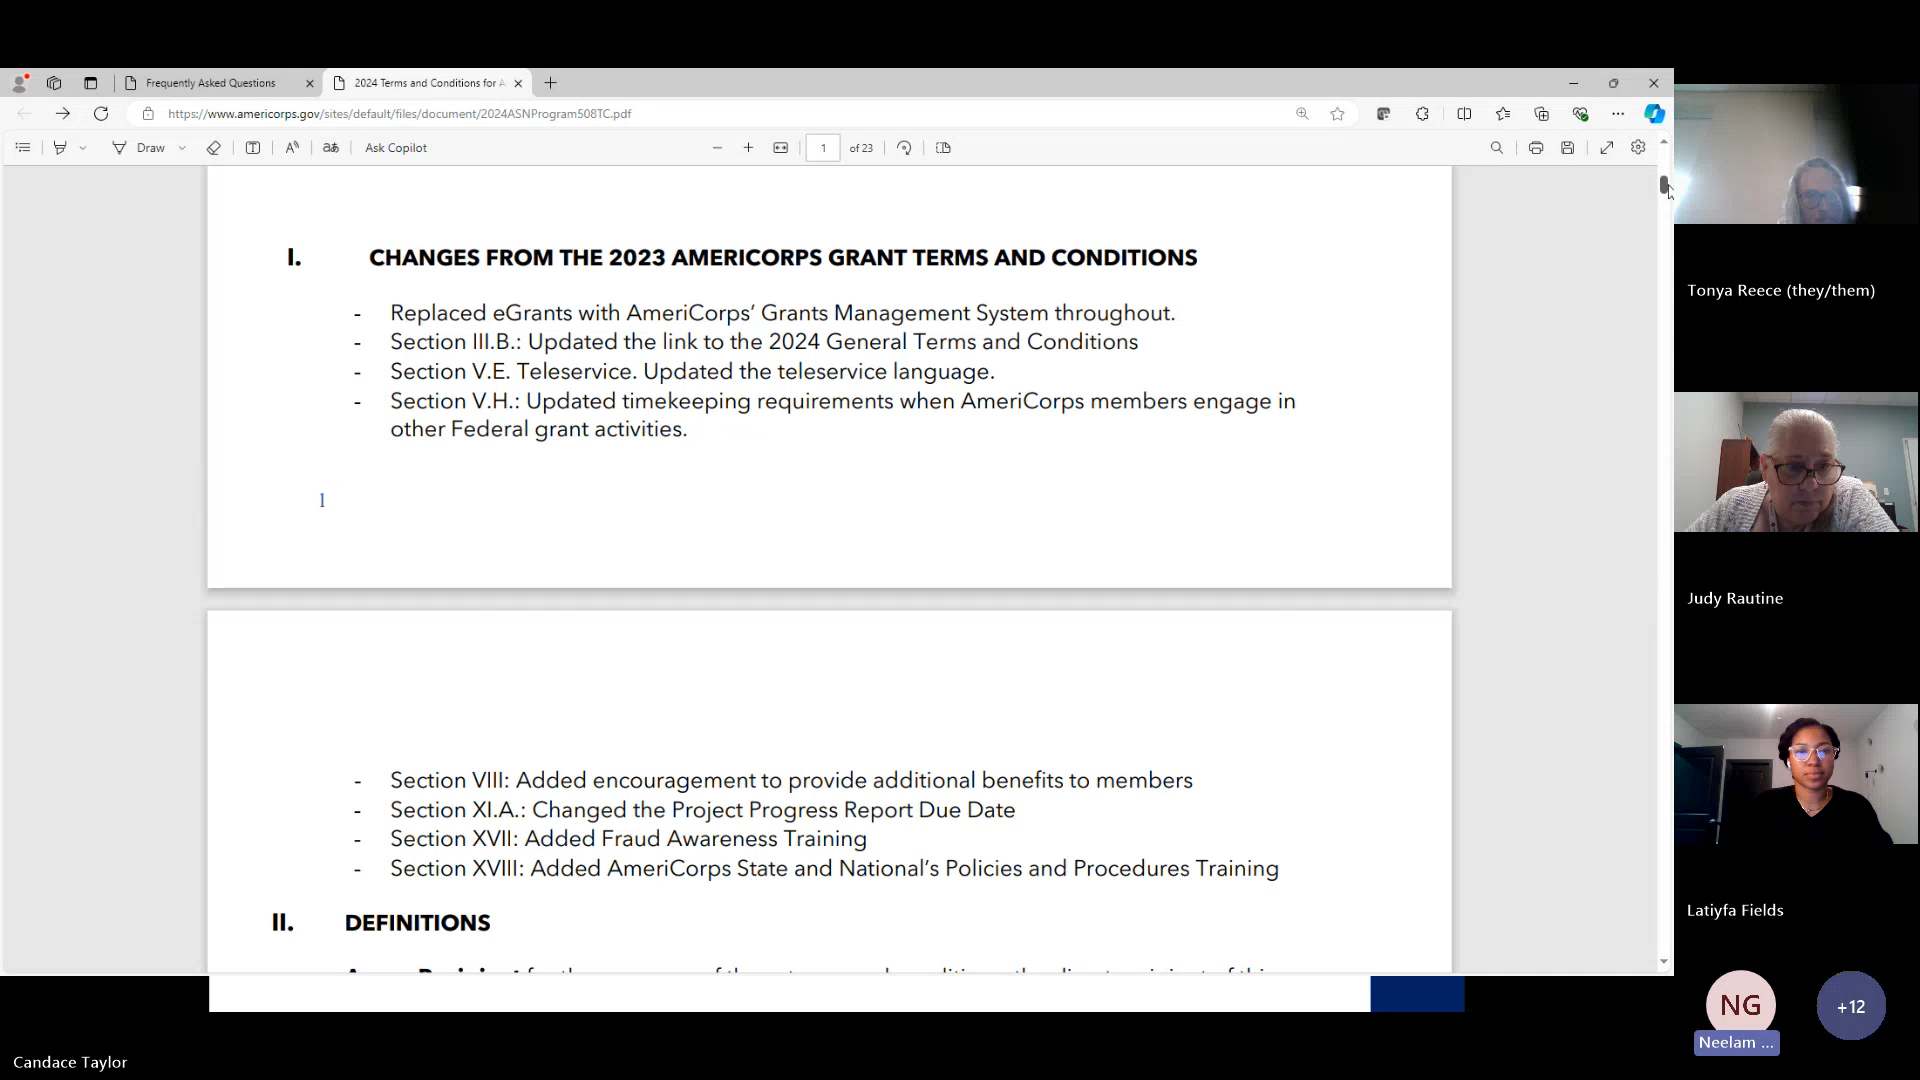 Frequently Asked Questions
2024 Terms and Conditions for A
https://www.americorps.gov/sites/default/files/document/2024ASNProgram508TC.pdf
Draw
aあ
Ask Copilot
1
of 23
I. CHANGES FROM THE 2023 AMERICORPS GRANT TERMS AND CONDITIONS
- Replaced eGrants with AmeriCorps’ Grants Management System throughout.
- Section III.B.: Updated the link to the 2024 General Terms and Conditions
- Section V.E. Teleservice. Updated the teleservice language.
- Section V.H.: Updated timekeeping requirements when AmeriCorps members engage in
other Federal grant activities.
1
- Section VIII: Added encouragement to provide additional benefits to members
- Section XI.A.: Changed the Project Progress Report Due Date
- Section XVII: Added Fraud Awareness Training
- Section XVIII: Added AmeriCorps State and National’s Policies and Procedures Training
II. DEFINITIONS
Tonya Reece (they/them)
Judy Rautine
Latiyfa Fields
NG
+12
Neelam ...
Candace Taylor